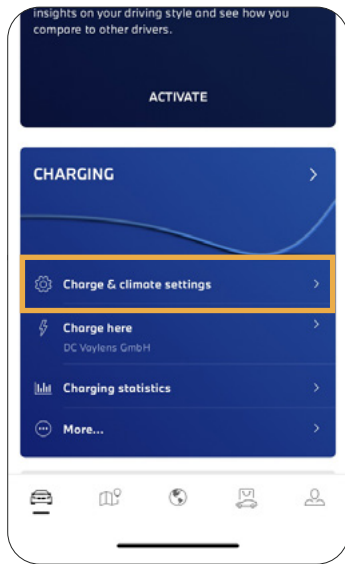 insights on your driving style and see how you
compare to other drivers.
ACTIVATE
CHARGING
Charge & climate settings
Charge here
DC Vaylens GmbH
Charging statistics
More...